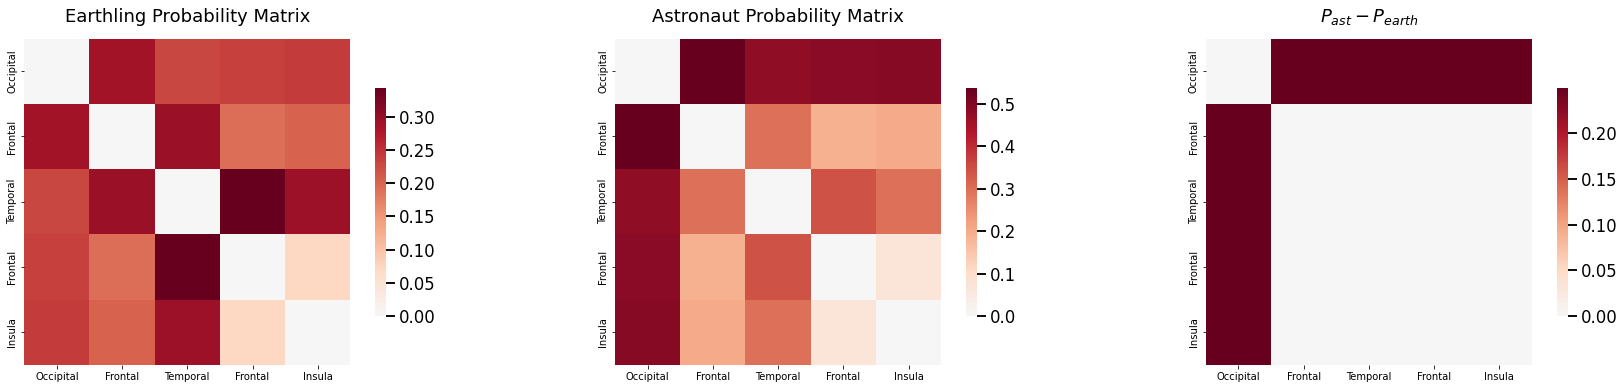 Earthling Probability Matrix
Occipital
Frontal
Temporal
Frontal
Insula
Occipital Frontal Temporal Frontal Insula
0.30
0.25
0.20
0.15
0.10
0.05
0.00
Astronaut Probability Matrix
Occipital
Frontal
Temporal
Frontal
Insula
Occipital Frontal Temporal Frontal Insula
0.5
0.4
0.3
0.2
0.1
0.0
P_ast − P_earth
Occipital
Frontal
Temporal
Frontal
Insula
Occipital Frontal Temporal Frontal Insula
0.20
0.15
0.10
0.05
0.00